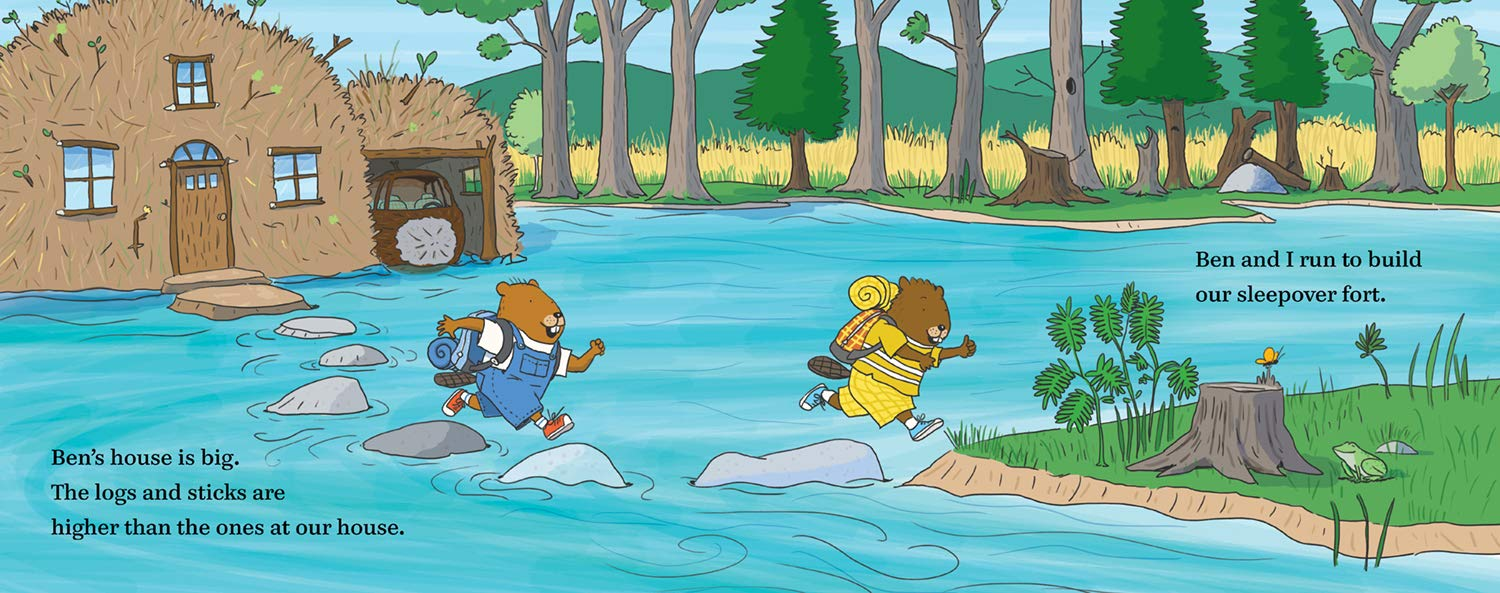 Ben’s house is big.
The logs and sticks are
higher than the ones at our house.
Ben and I run to build
our sleepover fort.